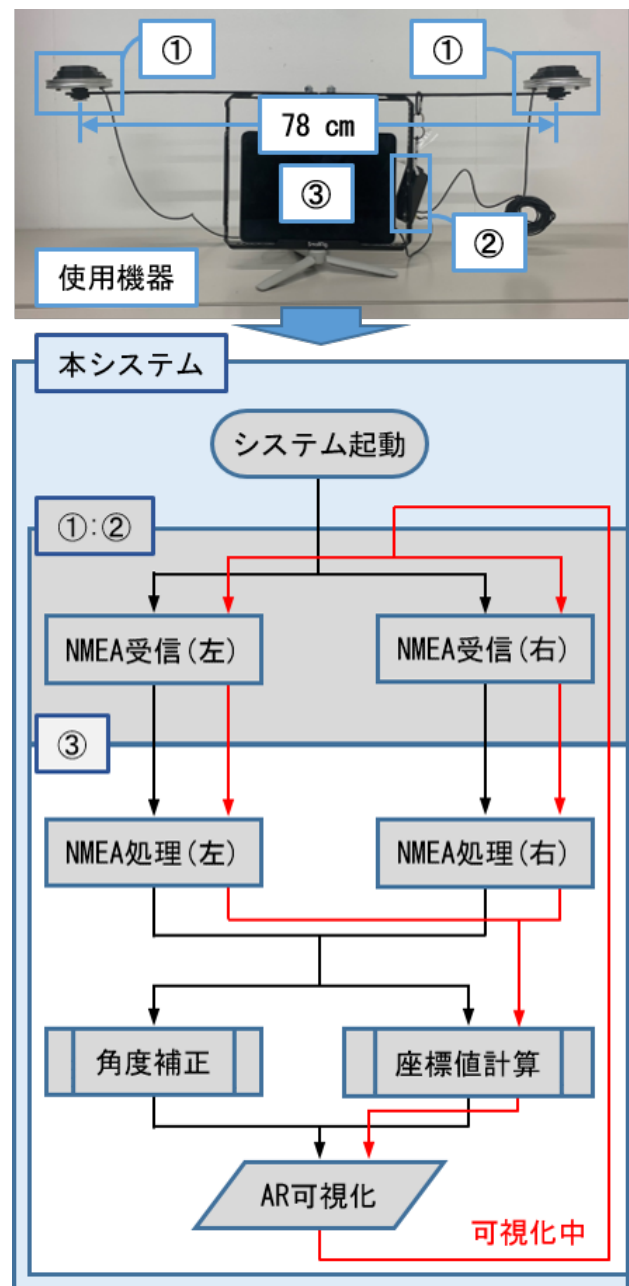 ①
①
78 cm
③
②
使用機器
本システム
システム起動
①:②
NMEA受信(左)
NMEA受信(右)
③
NMEA処理(左)
NMEA処理(右)
角度補正
座標値計算
AR可視化
可視化中